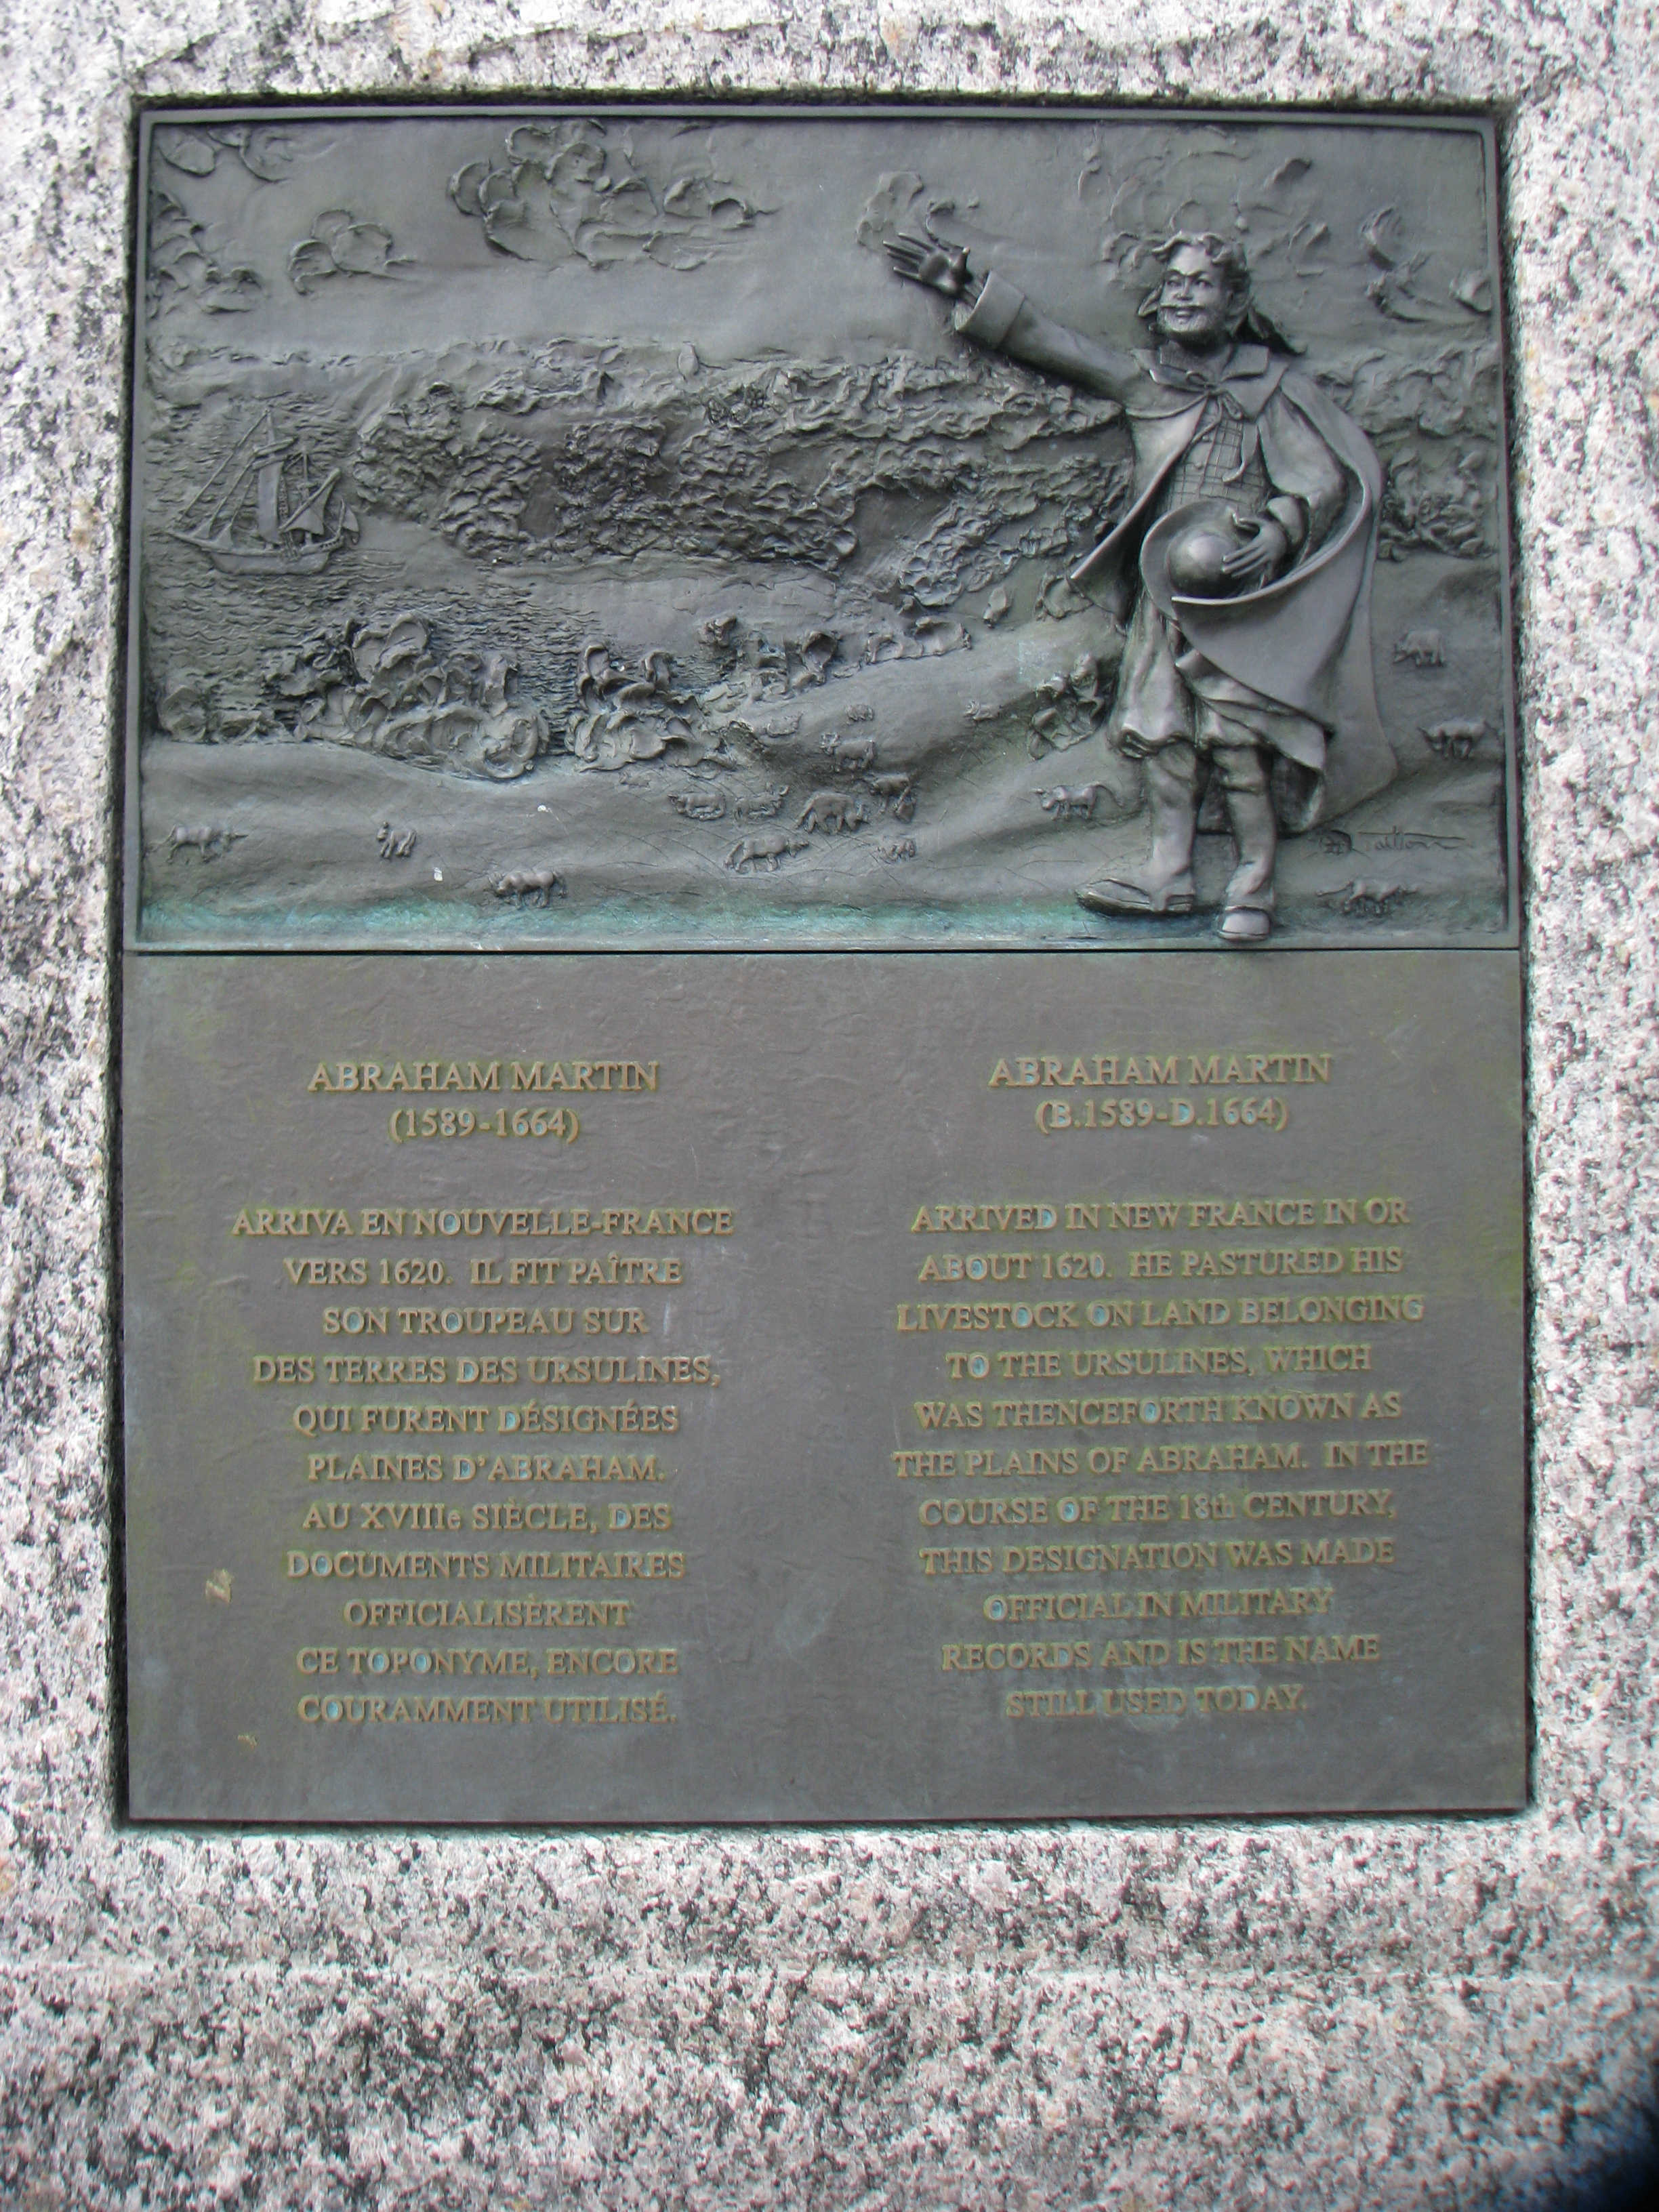 ABRAHAM MARTIN
(1589-1664)
ARRIVA EN NOUVELLE-FRANCE
VERS 1620. IL FIT PAÎTRE
SON TROUPEAU SUR
DES TERRES DES URSULINES,
QUI FURENT DÉSIGNÉES
PLAINES D'ABRAHAM.
AU XVIIIe SIÈCLE, DES
DOCUMENTS MILITAIRES
OFFICIALISÈRENT
CE TOPONYME, ENCORE
COURAMMENT UTILISÉ.
ABRAHAM MARTIN
(B.1589-D.1664)
ARRIVED IN NEW FRANCE IN OR
ABOUT 1620. HE PASTURED HIS
LIVESTOCK ON LAND BELONGING
TO THE URSULINES, WHICH
WAS THENCEFORTH KNOWN AS
THE PLAINS OF ABRAHAM. IN THE
COURSE OF THE 18th CENTURY,
THIS DESIGNATION WAS MADE
OFFICIAL IN MILITARY
RECORDS AND IS THE NAME
STILL USED TODAY.